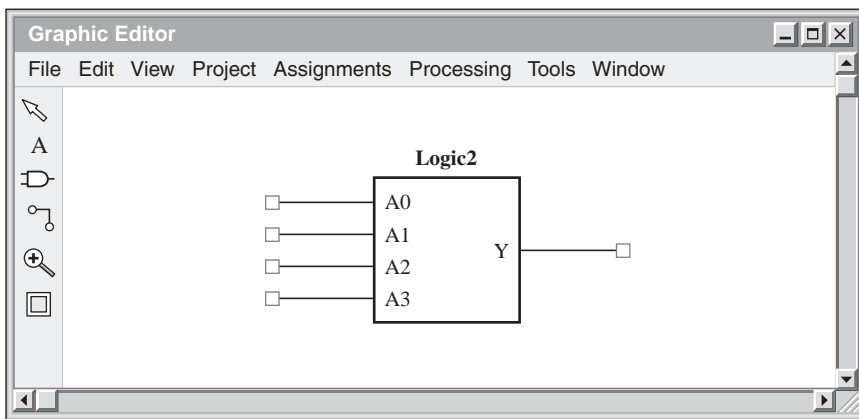 Graphic Editor
File Edit View Project Assignments Processing Tools Window
A
Logic2
A0
A1
Y
A2
A3